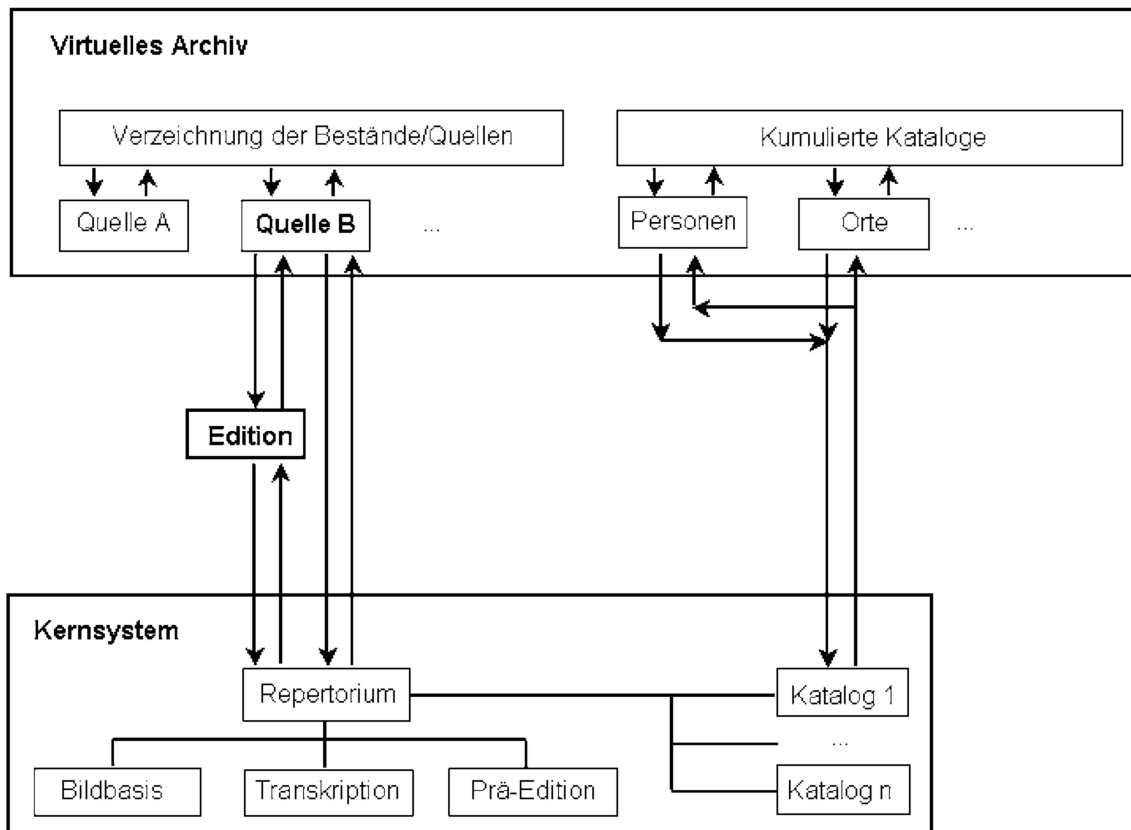 Virtuelles Archiv
Verzeichnung der Bestände/Quellen
Kumulierte Kataloge
Quelle A
Quelle B
...
Personen
Orte
...
Edition
Kernsystem
Repertorium
Katalog 1
...
Bildbasis
Transkription
Prä-Edition
Katalog n